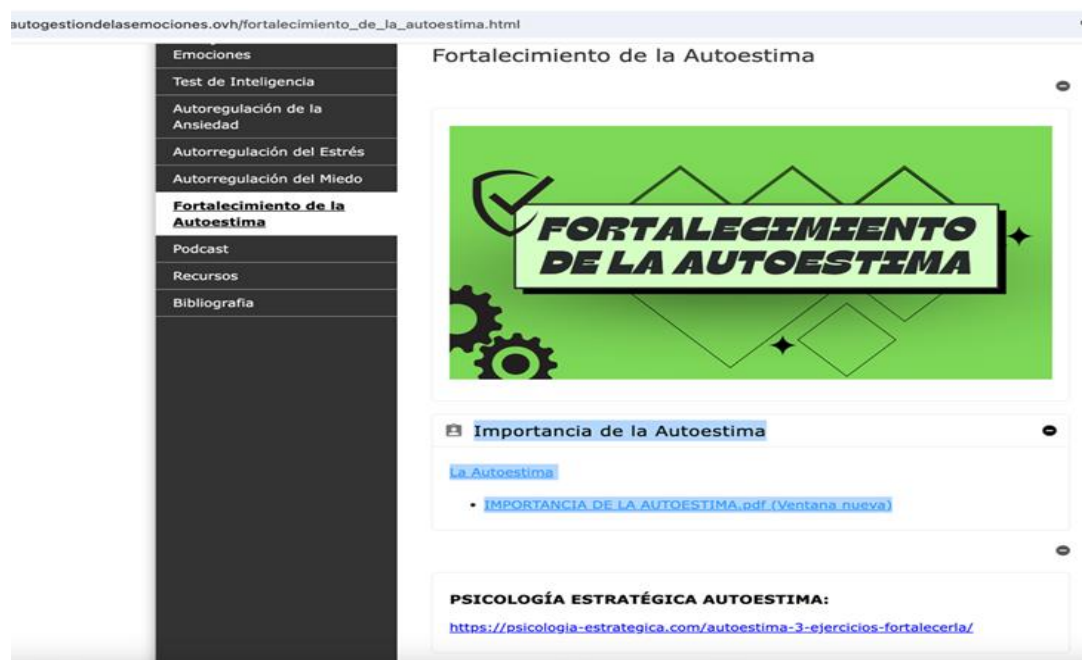 autogestiondelasemociones.ovh/fortalecimiento_de_la_autoestima.html
Emociones
Test de Inteligencia
Autoregulación de la
Ansiedad
Autorregulación del Estrés
Autorregulación del Miedo
Fortalecimiento de la
Autoestima
Podcast
Recursos
Bibliografia
Fortalecimiento de la Autoestima
FORTALECIMIENTO
DE LA AUTOESTIMA
Importancia de la Autoestima
La Autoestima
• IMPORTANCIA DE LA AUTOESTIMA.pdf (Ventana nueva)
PSICOLOGÍA ESTRATÉGICA AUTOESTIMA:
https://psicologia-estrategica.com/autoestima-3-ejercicios-fortalecerla/